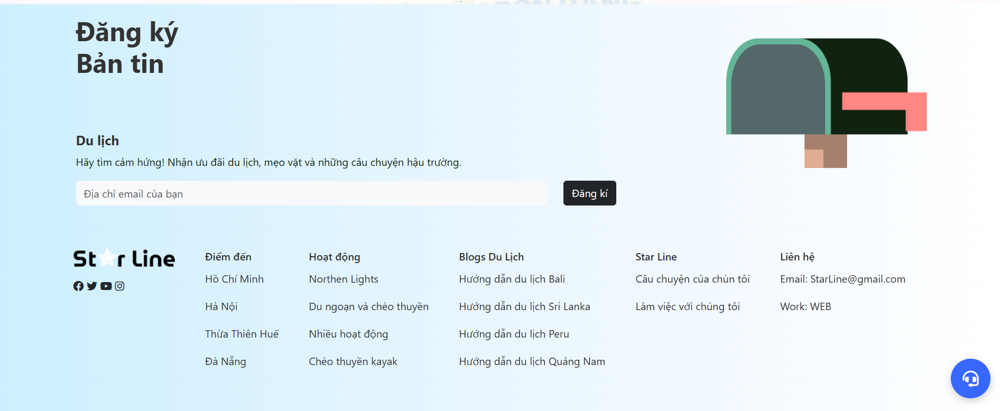 Đăng ký
Bản tin
Du lịch
Hãy tìm cảm hứng! Nhận ưu đãi du lịch, mẹo vặt và những câu chuyện hậu trường.
Địa chỉ email của bạn
Đăng kí
Star Line
Điểm đến
Hồ Chí Minh
Hà Nội
Thừa Thiên Huế
Đà Nẵng
Hoạt động
Northen Lights
Du ngoạn và chèo thuyền
Nhiều hoạt động
Chèo thuyền kayak
Blogs Du Lịch
Hướng dẫn du lịch Bali
Hướng dẫn du lịch Sri Lanka
Hướng dẫn du lịch Peru
Hướng dẫn du lịch Quảng Nam
Star Line
Câu chuyện của chùn tôi
Làm việc với chúng tôi
Liên hệ
Email: StarLine@gmail.com
Work: WEB